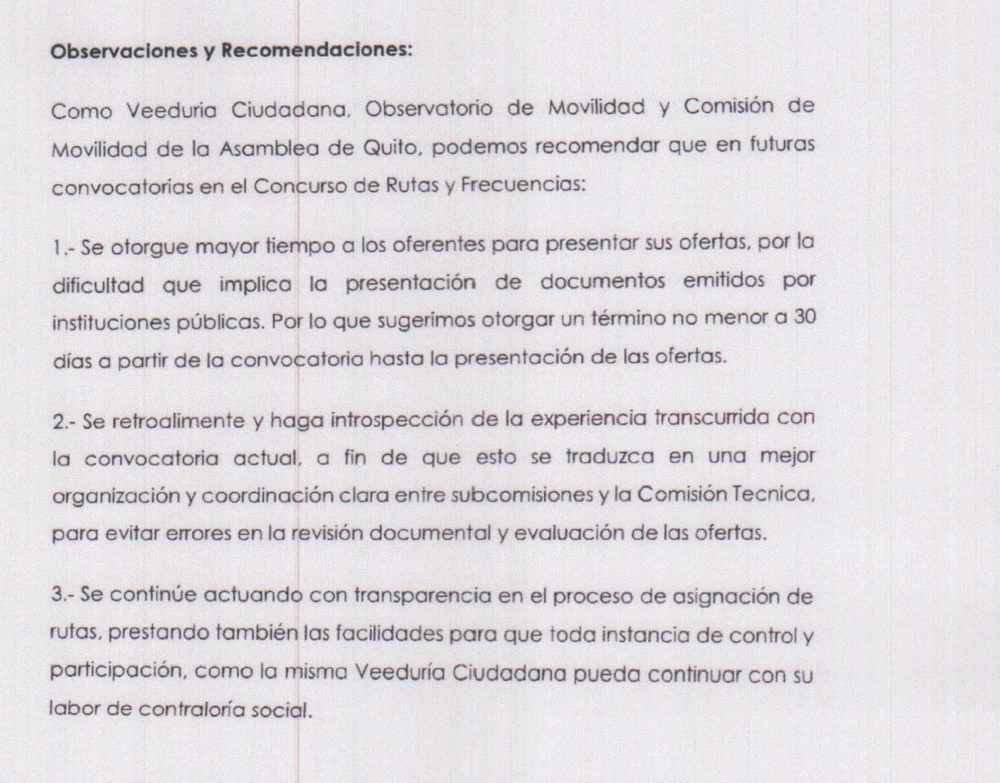 Observaciones y Recomendaciones:
Como Veeduria Ciudadana, Observatorio de Movilidad y Comisión de
Movilidad de la Asamblea de Quito, podemos recomendar que en futuras
convocatorias en el Concurso de Rutas y Frecuencias:
1.- Se otorgue mayor tiempo a los oferentes para presentar sus ofertas, por la
dificultad que implica la presentación de documentos emitidos por
instituciones públicas. Por lo que sugerimos otorgar un término no menor a 30
días a partir de la convocatoria hasta la presentación de las ofertas.
2.- Se retroalimente y haga introspección de la experiencia transcurrida con
la convocatoria actual, a fin de que esto se traduzca en una mejor
organización y coordinación clara entre subcomisiones y la Comisión Tecnica,
para evitar errores en la revisión documental y evaluación de las ofertas.
3.- Se continúe actuando con transparencia en el proceso de asignación de
rutas, prestando también las facilidades para que toda instancia de control y
participación, como la misma Veeduría Ciudadana pueda continuar con su
labor de contraloría social.